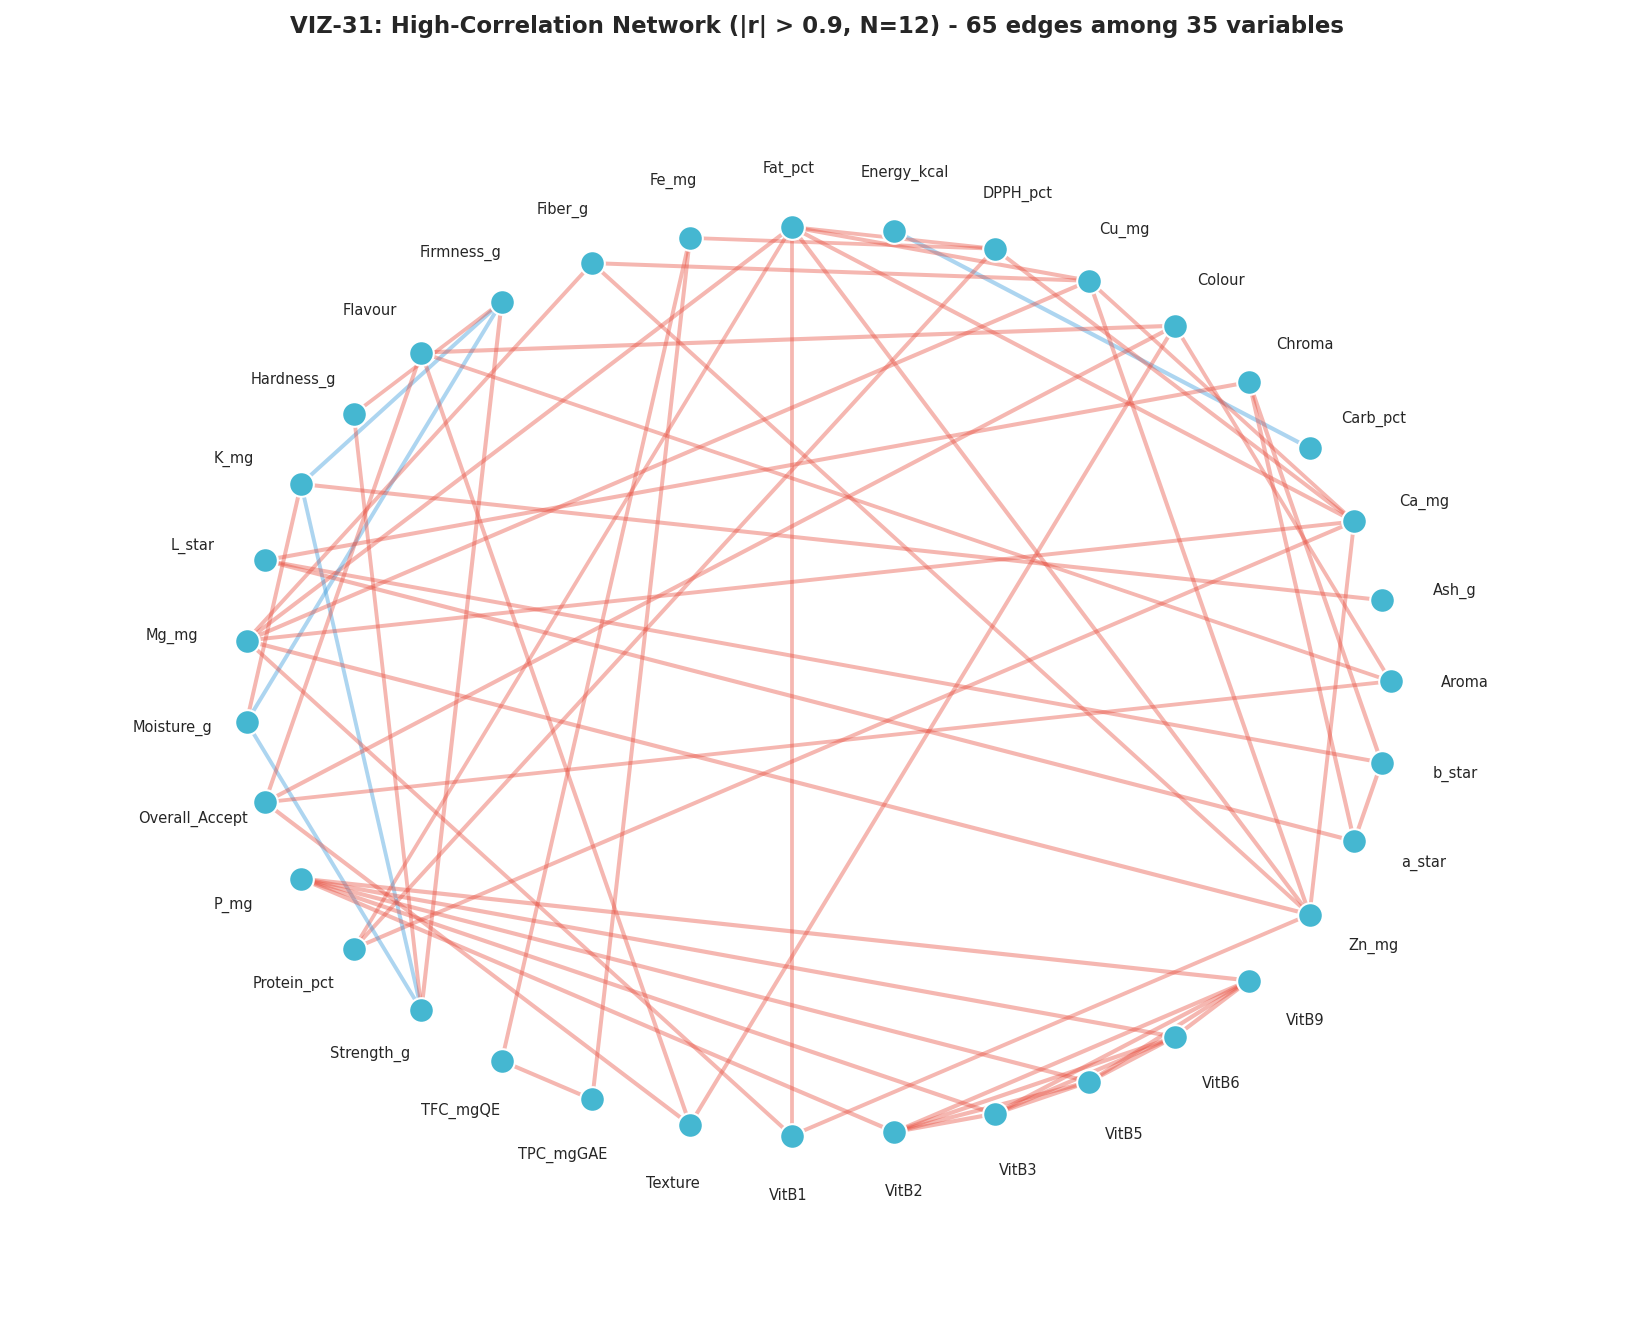 VIZ-31: High-Correlation Network (|r| > 0.9, N=12) - 65 edges among 35 variables
Fat_pct
Energy_kcal
Fe_mg
DPPH_pct
Fiber_g
Cu_mg
Firmness_g
Colour
Flavour
Chroma
Hardness_g
Carb_pct
K_mg
Ca_mg
L_star
Ash_g
Mg_mg
Aroma
Moisture_g
b_star
Overall_Accept
a_star
P_mg
Zn_mg
Protein_pct
VitB9
Strength_g
VitB6
TFC_mgQE
VitB5
TPC_mgGAE
VitB3
Texture
VitB2
VitB1